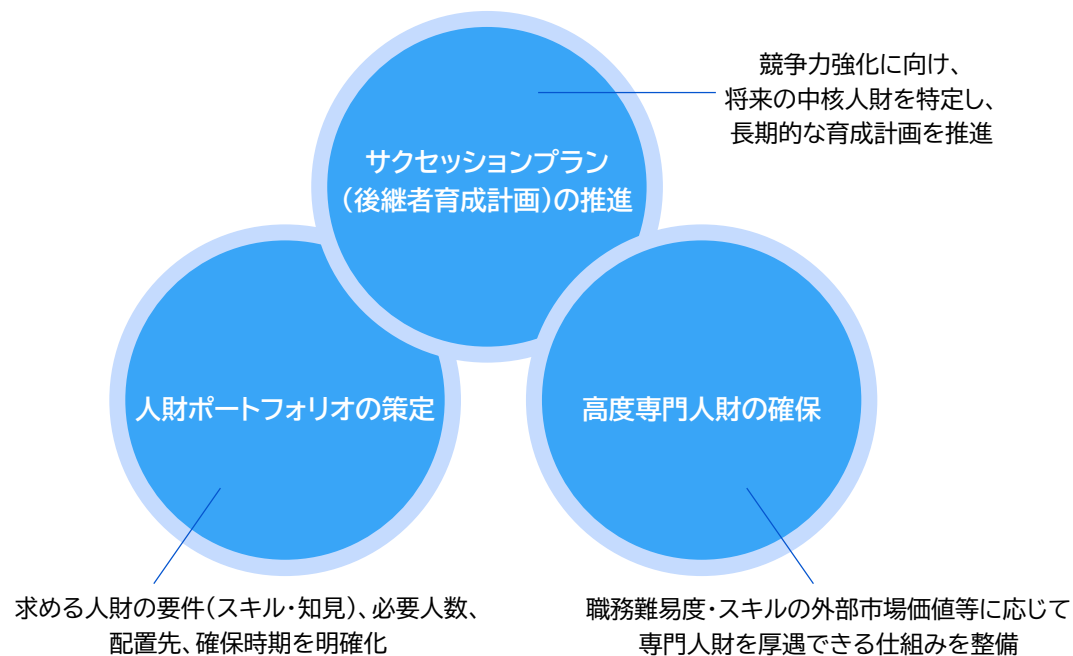 競争力強化に向け、
将来の中核人財を特定し、
長期的な育成計画を推進
サクセッションプラン
(後継者育成計画)の推進
人財ポートフォリオの策定
高度専門人財の確保
求める人財の要件(スキル・知見)、必要人数、
配置先、確保時期を明確化
職務難易度・スキルの外部市場価値等に応じて
専門人財を厚遇できる仕組みを整備